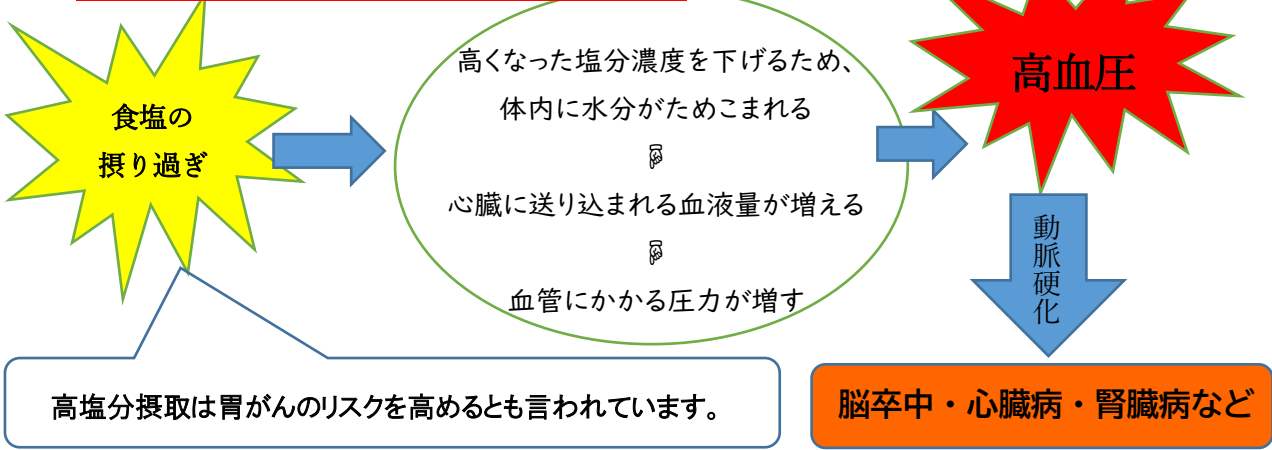 食塩の
摂り過ぎ
高くなった塩分濃度を下げるため、
体内に水分がためこまれる
☟
心臓に送り込まれる血液量が増える
☟
血管にかかる圧力が増す
高血圧
動脈硬化
高塩分摂取は胃がんのリスクを高めるとも言われています。
脳卒中・心臓病・腎臓病など